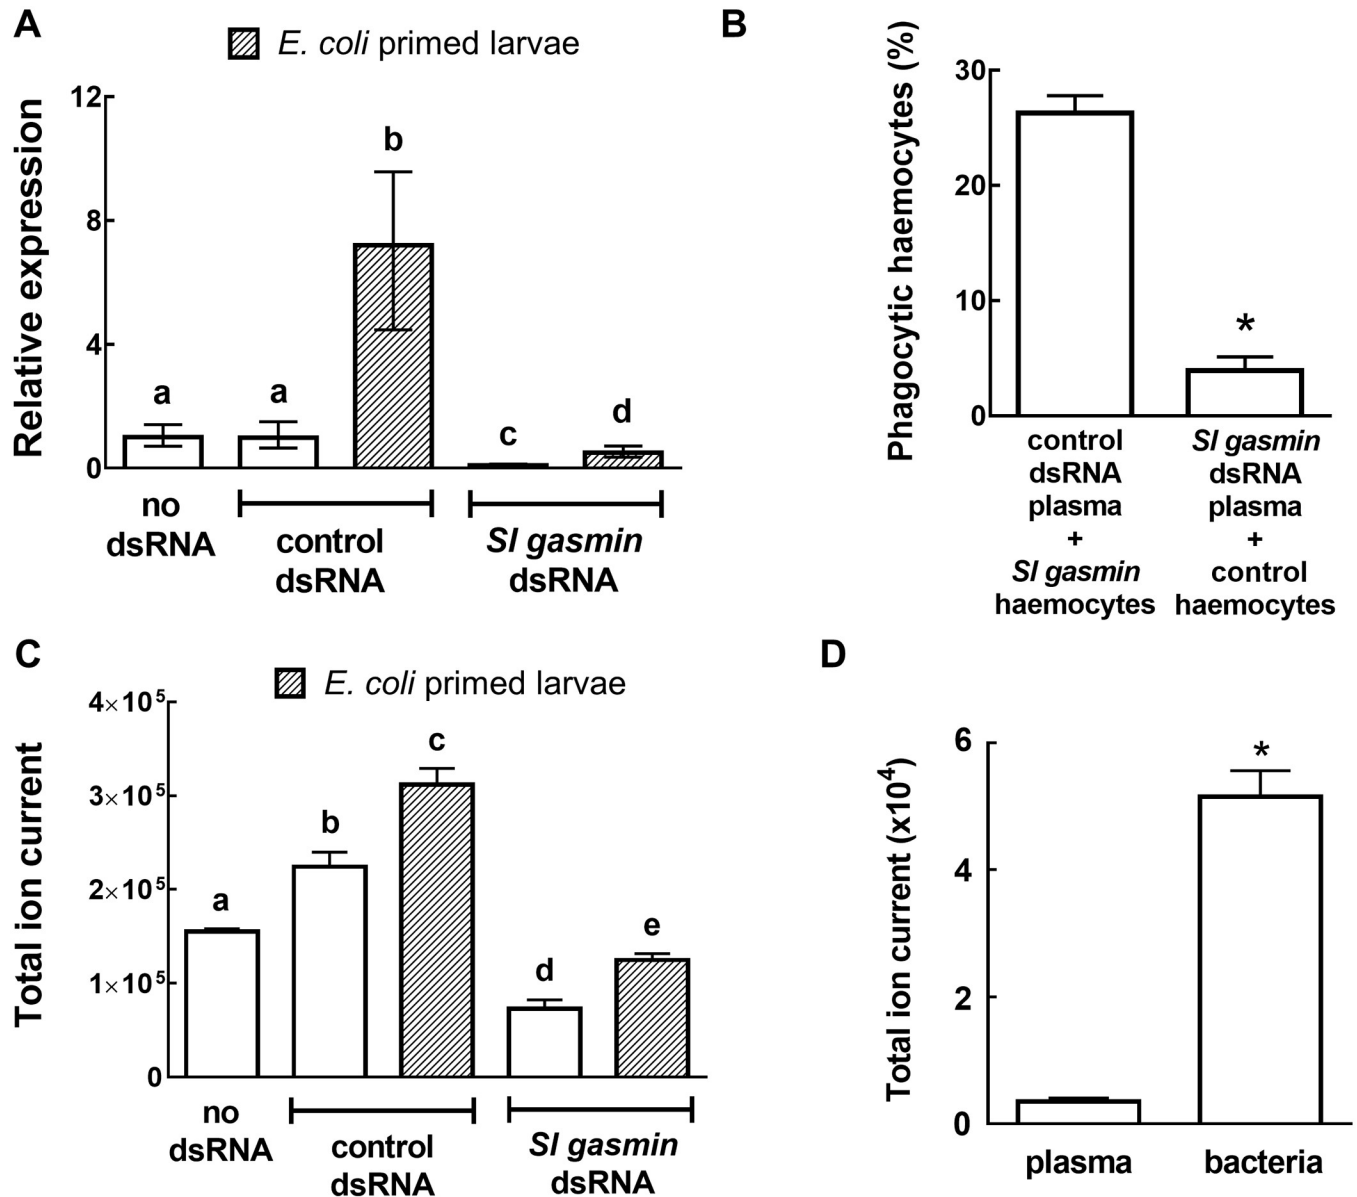 A
E. coli primed larvae
Relative expression
12
8
4
0
a
a
b
c
d
no
dsRNA
control
dsRNA
Sl gasmin
dsRNA
B
Phagocytic haemocytes (%)
30
20
10
0
*
control
dsRNA
plasma
+
Sl gasmin
haemocytes
Sl gasmin
dsRNA
plasma
+
control
haemocytes
C
E. coli primed larvae
Total ion current
4×10⁵
3×10⁵
2×10⁵
1×10⁵
0
a
b
c
d
e
no
dsRNA
control
dsRNA
Sl gasmin
dsRNA
D
Total ion current (x10⁴)
6
4
2
0
*
plasma
bacteria